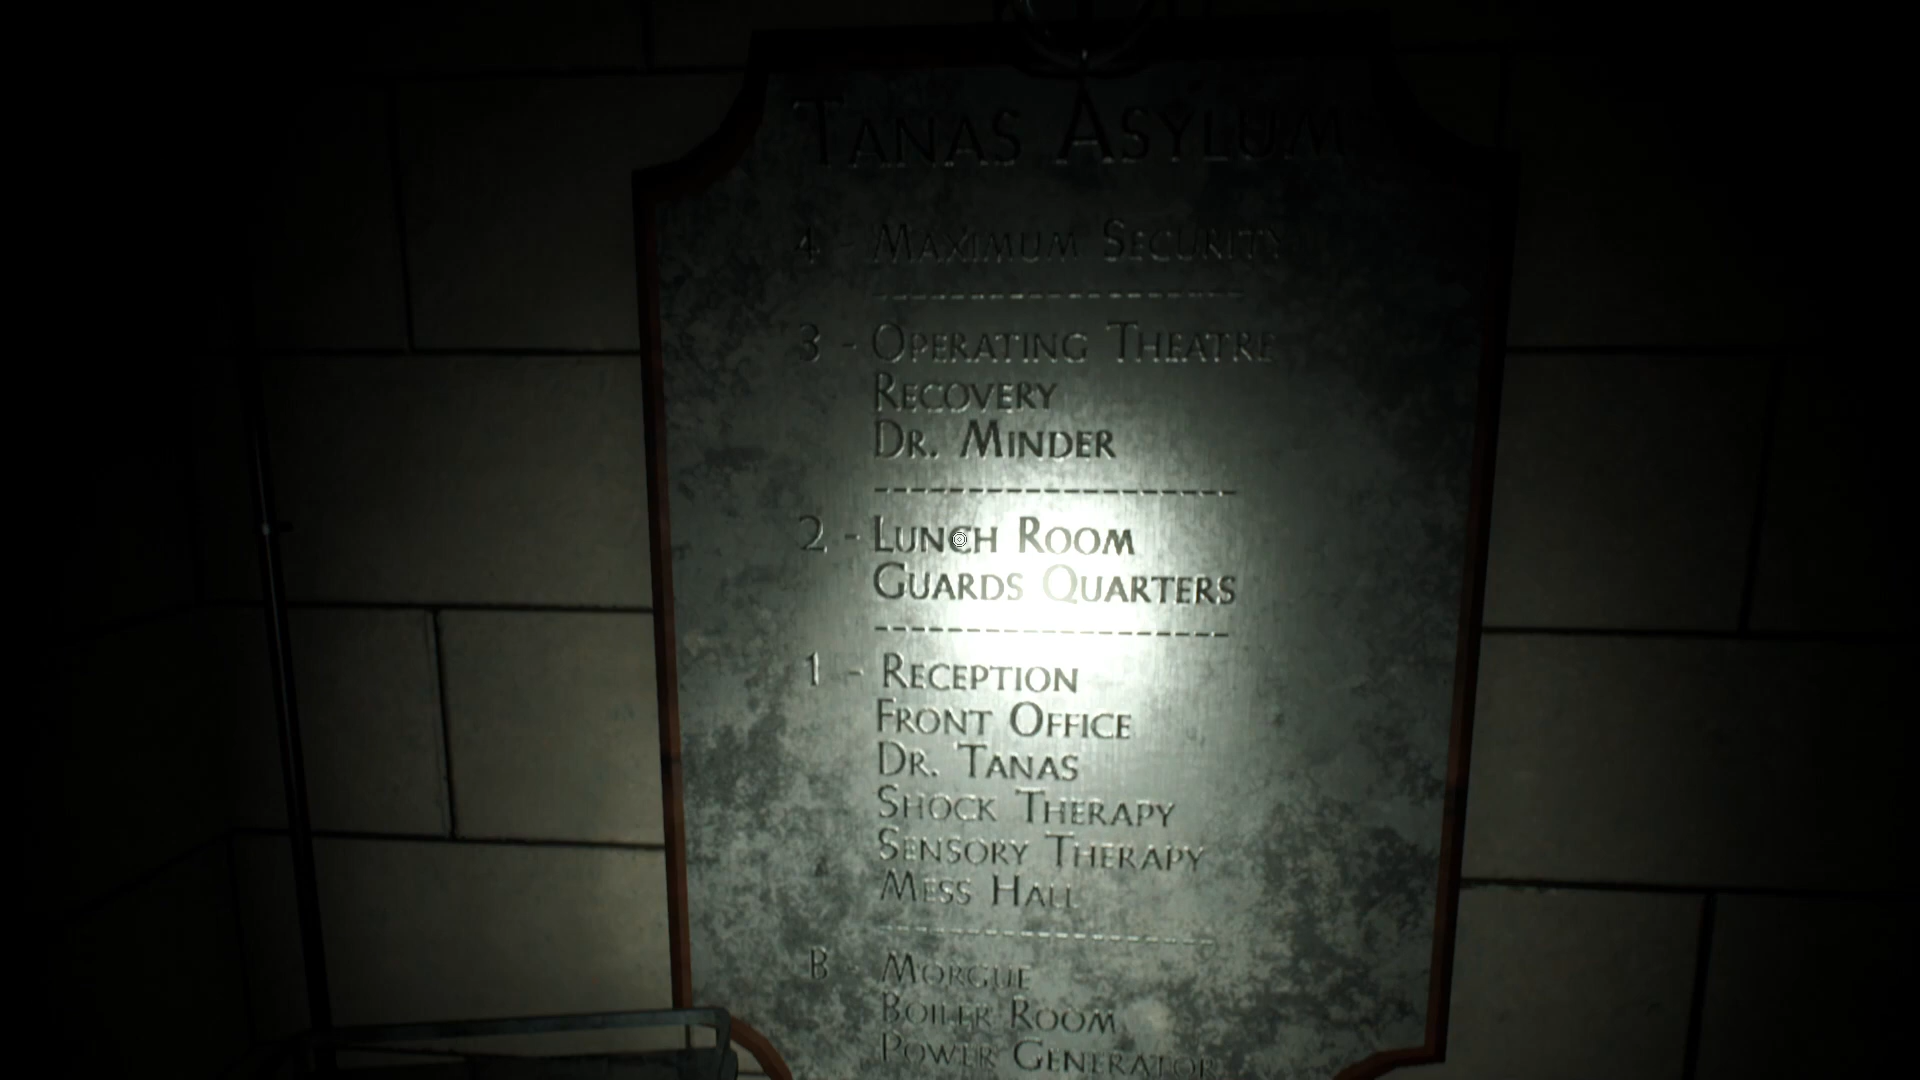 Tanas Asylum
4 - Maximum Security
--------------------
3 - Operating Theatre
Recovery
Dr. Minder
--------------------
2 - Lunch Room
Guards Quarters
--------------------
1 - Reception
Front Office
Dr. Tanas
Shock Therapy
Sensory Therapy
Mess Hall
--------------------
B - Morgue
Boiler Room
Power Generator